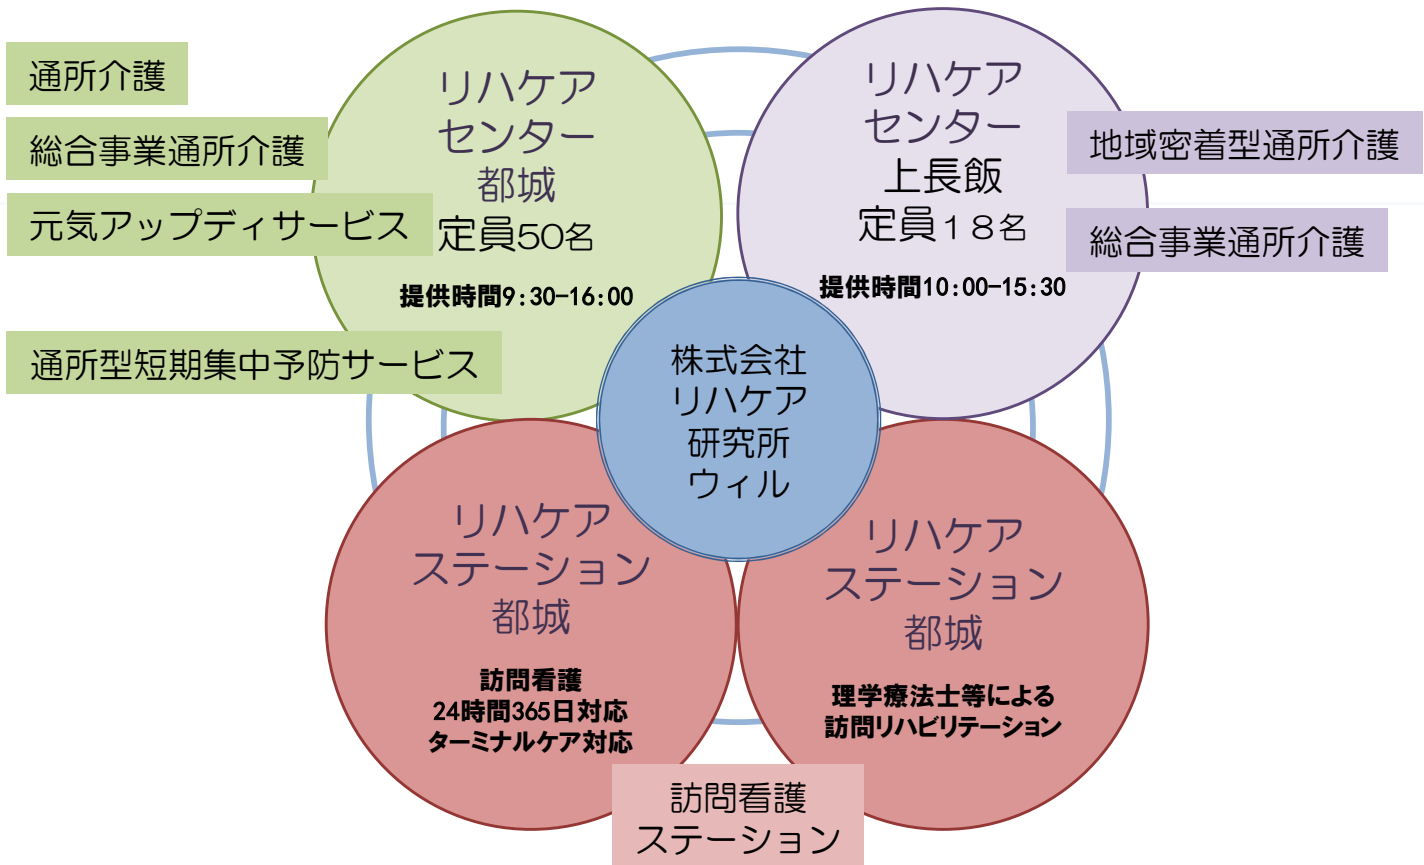 通所介護
総合事業通所介護
元気アップディサービス
通所型短期集中予防サービス
リハケア
センター
都城
定員50名
提供時間9:30-16:00
リハケア
センター
上長飯
定員18名
提供時間10:00-15:30
地域密着型通所介護
総合事業通所介護
株式会社
リハケア
研究所
ウィル
リハケア
ステーション
都城
訪問看護
24時間365日対応
ターミナルケア対応
リハケア
ステーション
都城
理学療法士等による
訪問リハビリテーション
訪問看護
ステーション